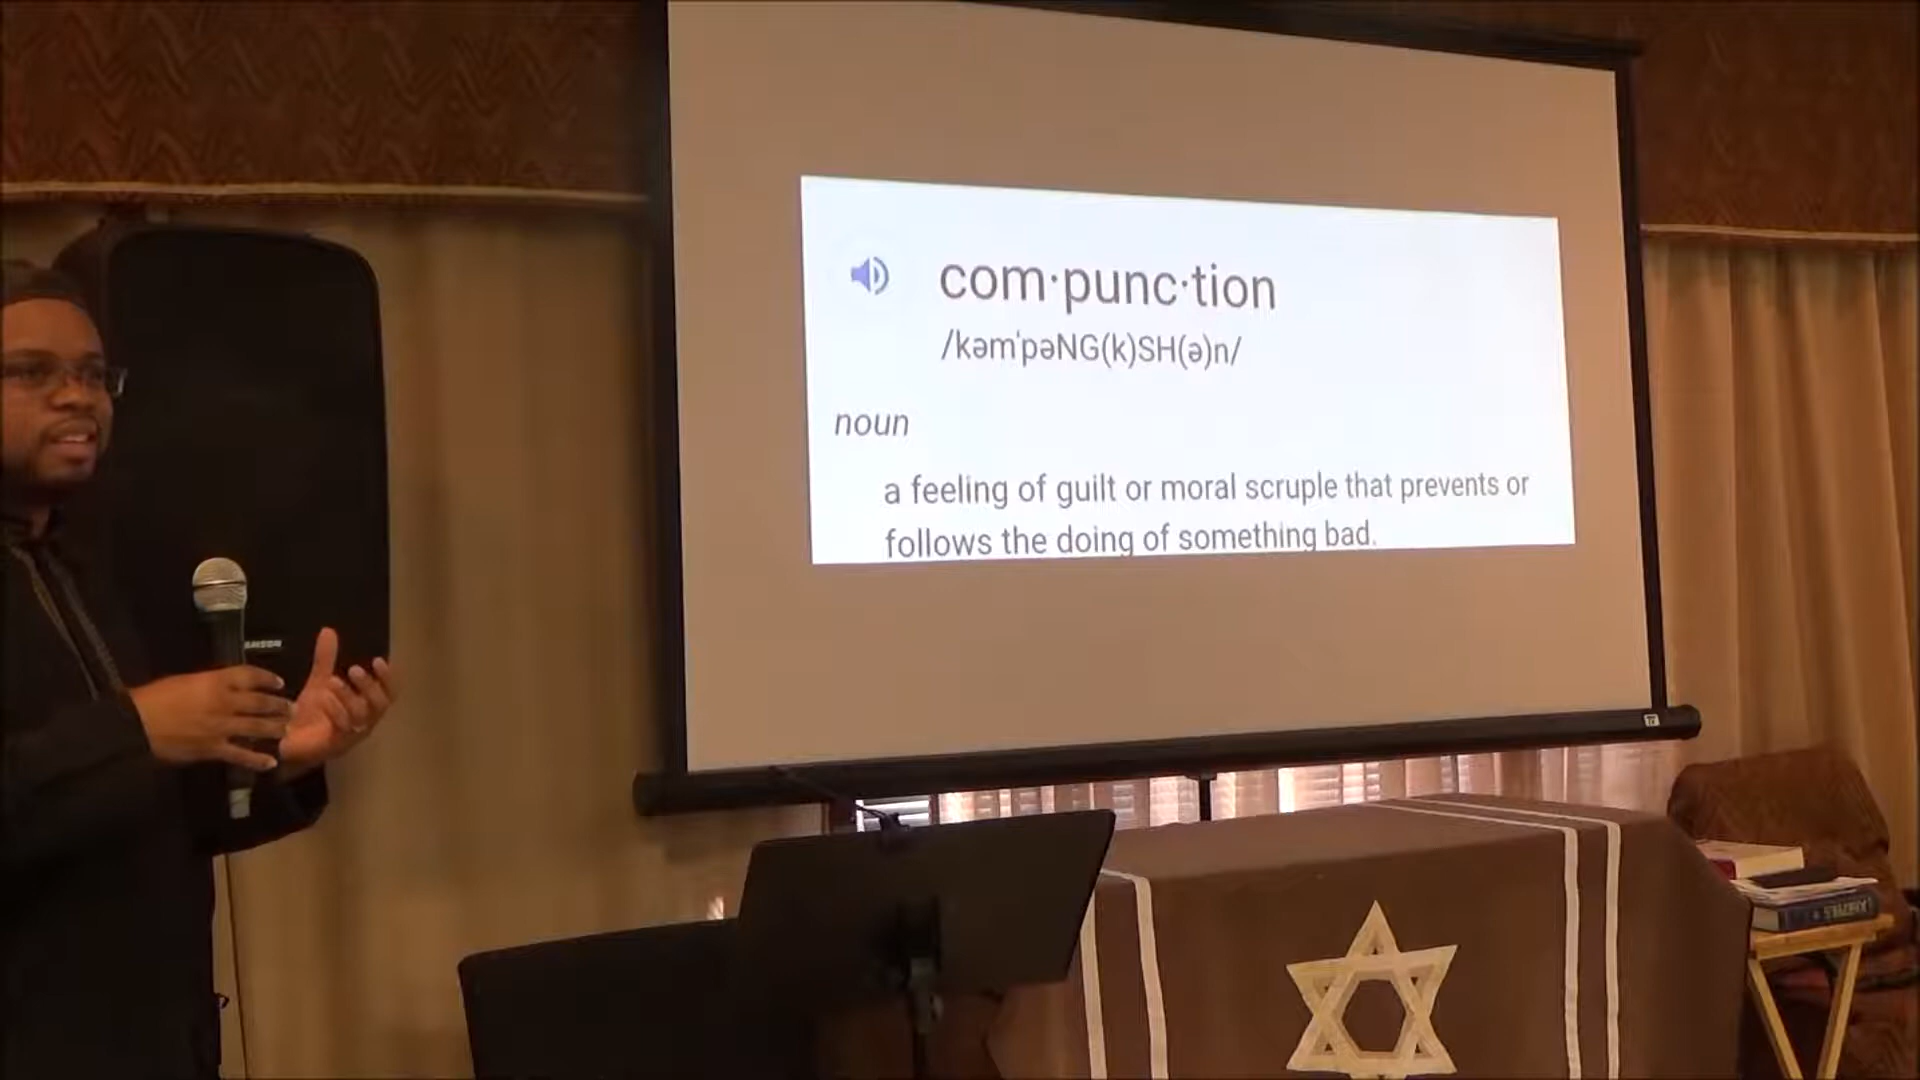 com·punc·tion
/kəmˈpəNG(k)SH(ə)n/
noun
a feeling of guilt or moral scruple that prevents or
follows the doing of something bad.
SAMSON